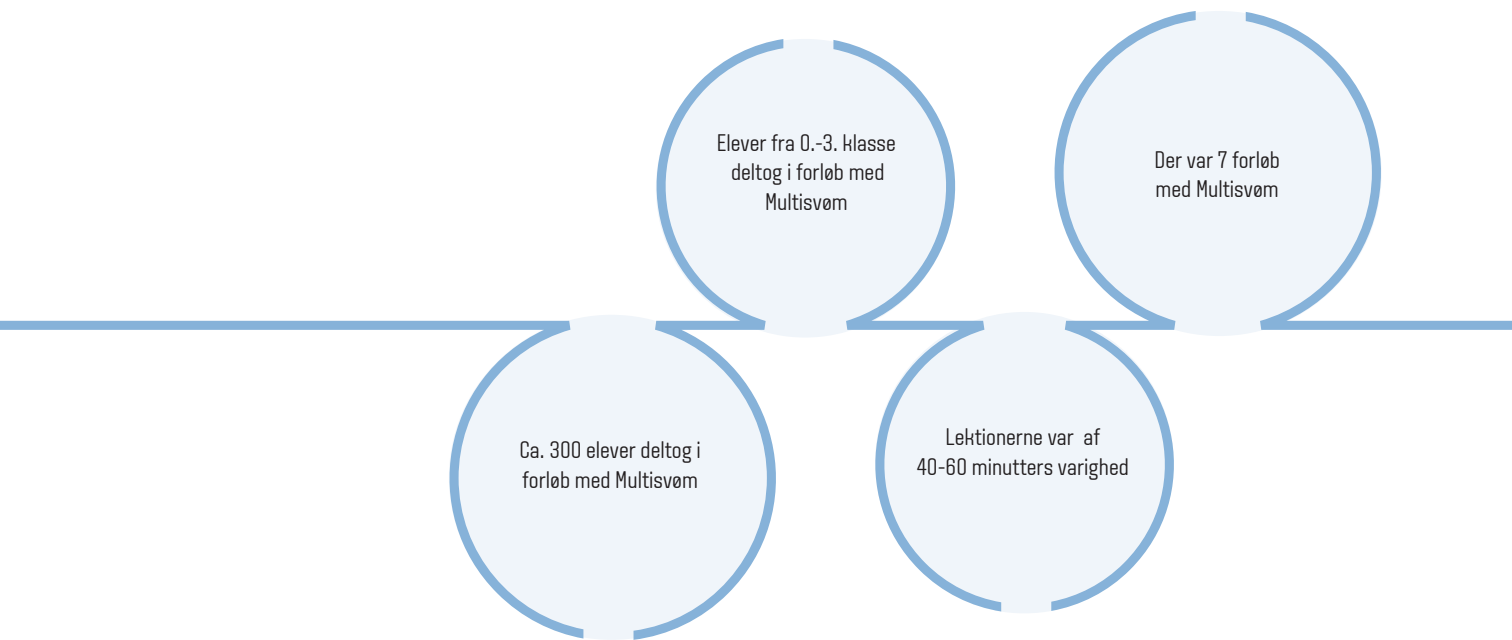 Elever fra 0.-3. klasse
deltog i forløb med
Multisvøm
Der var 7 forløb
med Multisvøm
Ca. 300 elever deltog i
forløb med Multisvøm
Lektionerne var af
40-60 minutters varighed